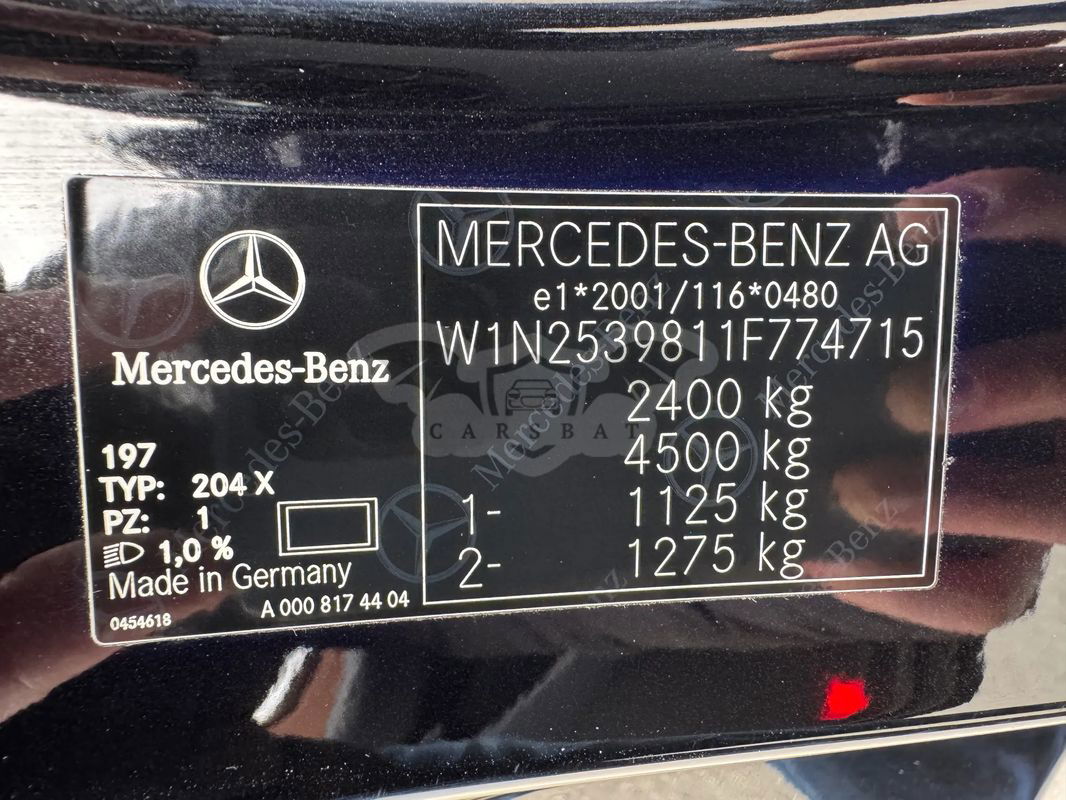 Mercedes-Benz
197
TYP: 204 X
PZ: 1
1,0 %
Made in Germany
0454618
A 000 817 44 04
MERCEDES-BENZ AG
e1*2001/116*0480
W1N2539811F774715
2400 kg
4500 kg
1- 1125 kg
2- 1275 kg
CARSBAT
Mercedes-Benz
Mercedes-Benz
Mercedes-Benz